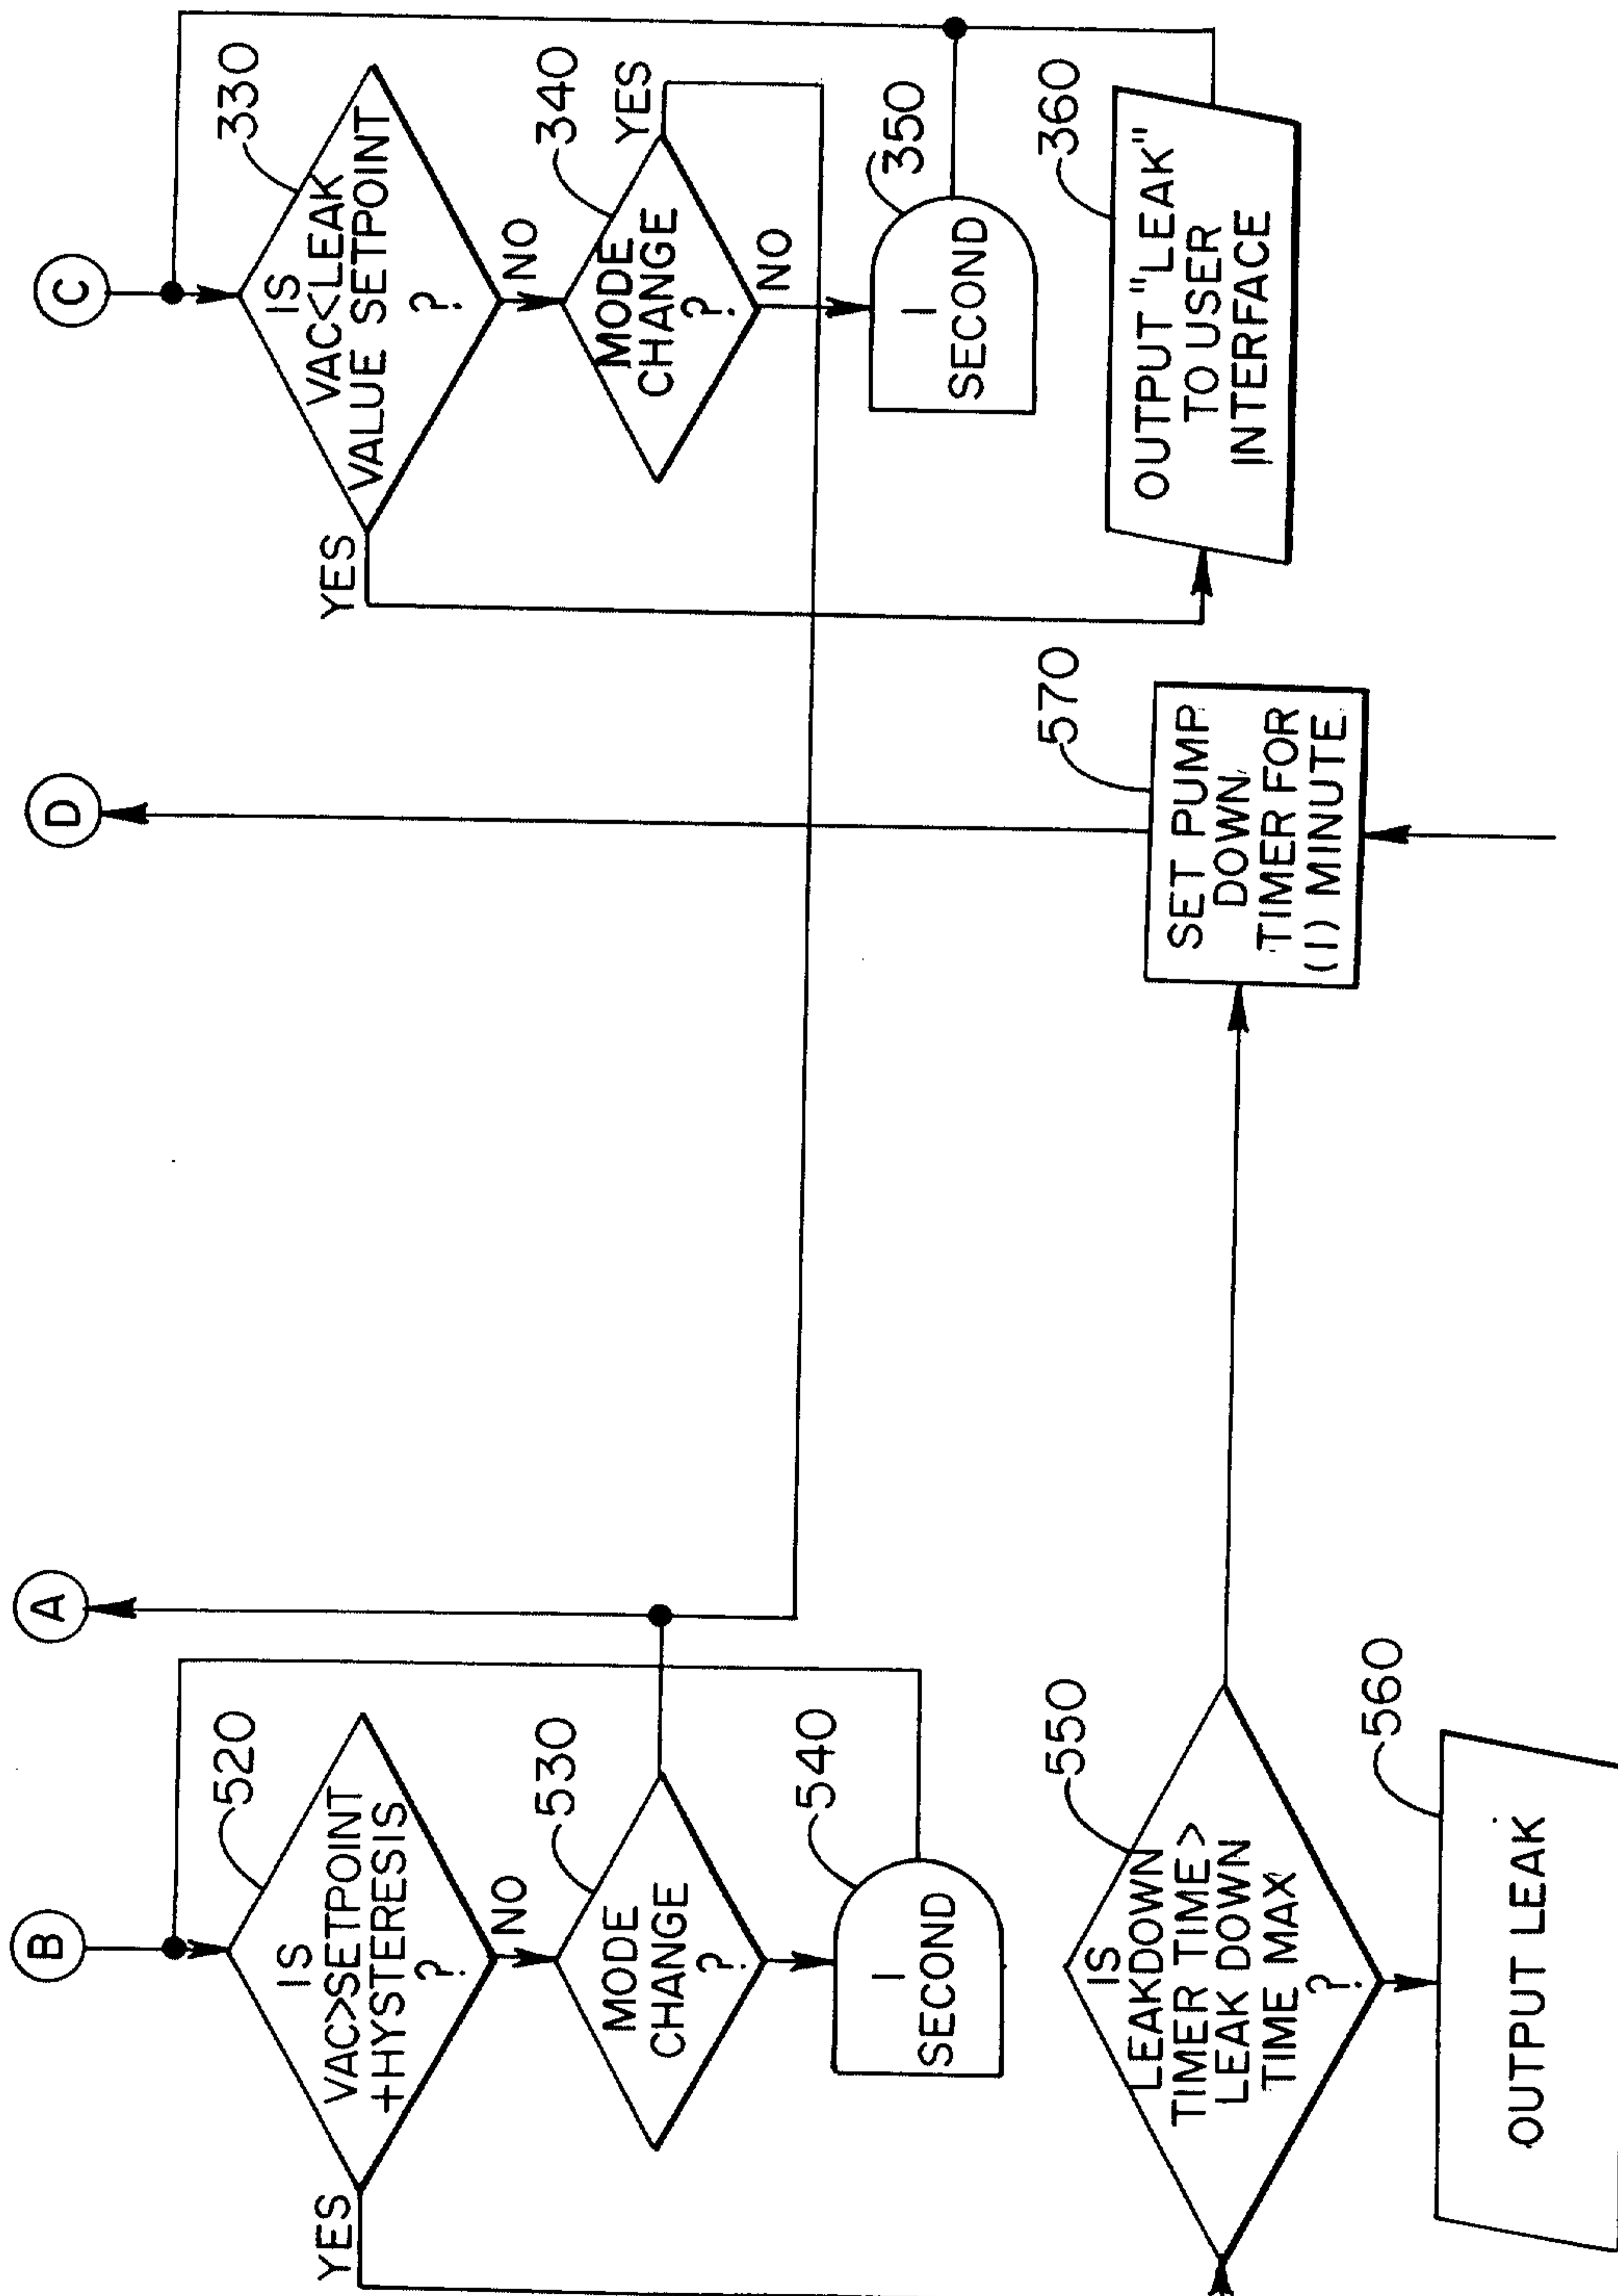 B
520
IS
VAC>SETPOINT
+HYSTERESIS
?
YES
NO
530
MODE
CHANGE
?
540
1
SECOND
A
550
IS
LEAKDOWN
TIMER TIME>
LEAK DOWN
TIME MAX
?
560
OUTPUT LEAK
D
570
SET PUMP
DOWN
TIMER FOR
(1) MINUTE
C
330
IS
VAC<LEAK
VALUE SETPOINT
?
YES
NO
340
MODE
CHANGE
?
YES
NO
350
1
SECOND
360
OUTPUT "LEAK"
TO USER
INTERFACE